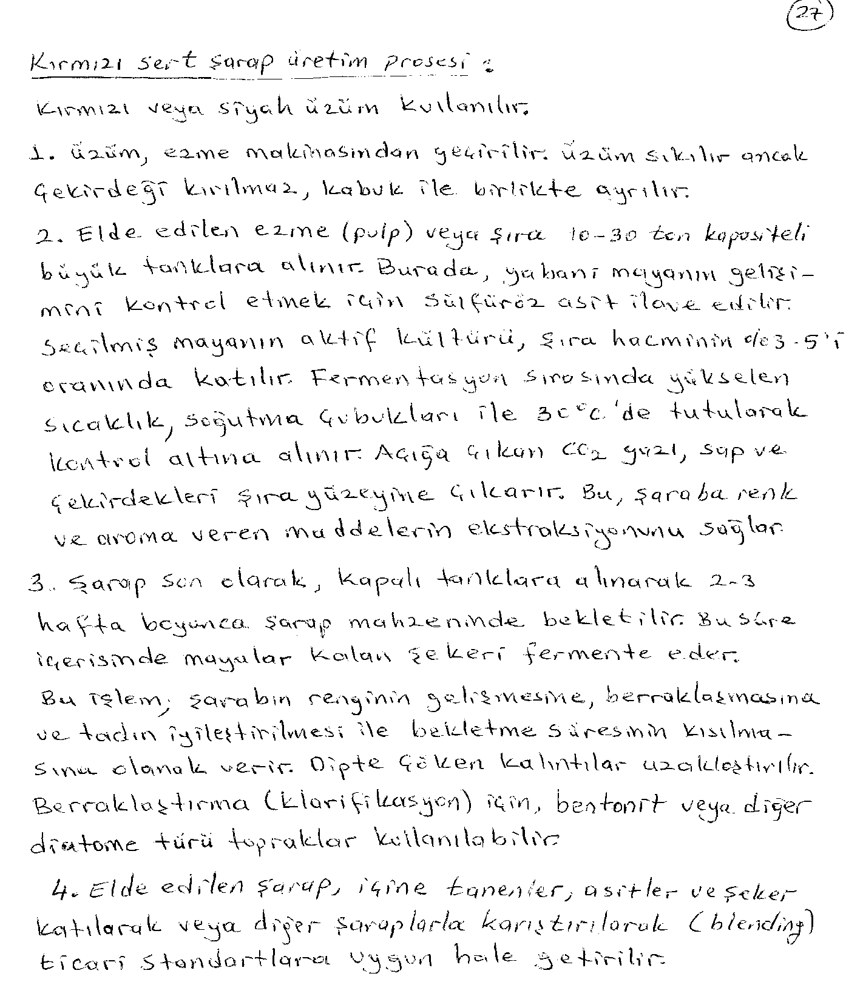 27
Kırmızı sert şarap üretim prosesi :
Kırmızı veya siyah üzüm kullanılır.
1. Üzüm, ezme makinasından geçirilir. Üzüm sıkılır ancak
çekirdeği kırılmaz, kabuk ile birlikte ayrılır.
2. Elde edilen ezme (pulp) veya şıra 10-30 ton kapasiteli
büyük tanklara alınır. Burada, yabani mayanın gelişi-
mini kontrol etmek için sülfüröz asit ilave edilir.
Seçilmiş mayanın aktif kültürü, şıra hacminin %3-5'i
oranında katılır. Fermentasyon sırasında yükselen
sıcaklık, soğutma çubukları ile 30°C'de tutularak
kontrol altına alınır. Açığa çıkan CO₂ gazı, sap ve
çekirdekleri şıra yüzeyine çıkarır. Bu, şaraba renk
ve aroma veren maddelerin ekstraksiyonunu sağlar.
3. Şarap son olarak, kapalı tanklara alınarak 2-3
hafta boyunca şarap mahzeninde bekletilir. Bu süre
içerisinde mayalar kalan şekeri fermente eder.
Bu işlem, şarabın renginin gelişmesine, berraklaşmasına
ve tadın iyileştirilmesi ile bekletme süresinin kısılma-
sına olanak verir. Dipte çöken kalıntılar uzaklaştırılır.
Berraklaştırma (klarifikasyon) için, bentonit veya diğer
diatome türü topraklar kullanılabilir.
4. Elde edilen şarap, içine tanenler, asitler ve şeker
katılarak veya diğer şaraplarla karıştırılarak (blending)
ticari standartlara uygun hale getirilir.